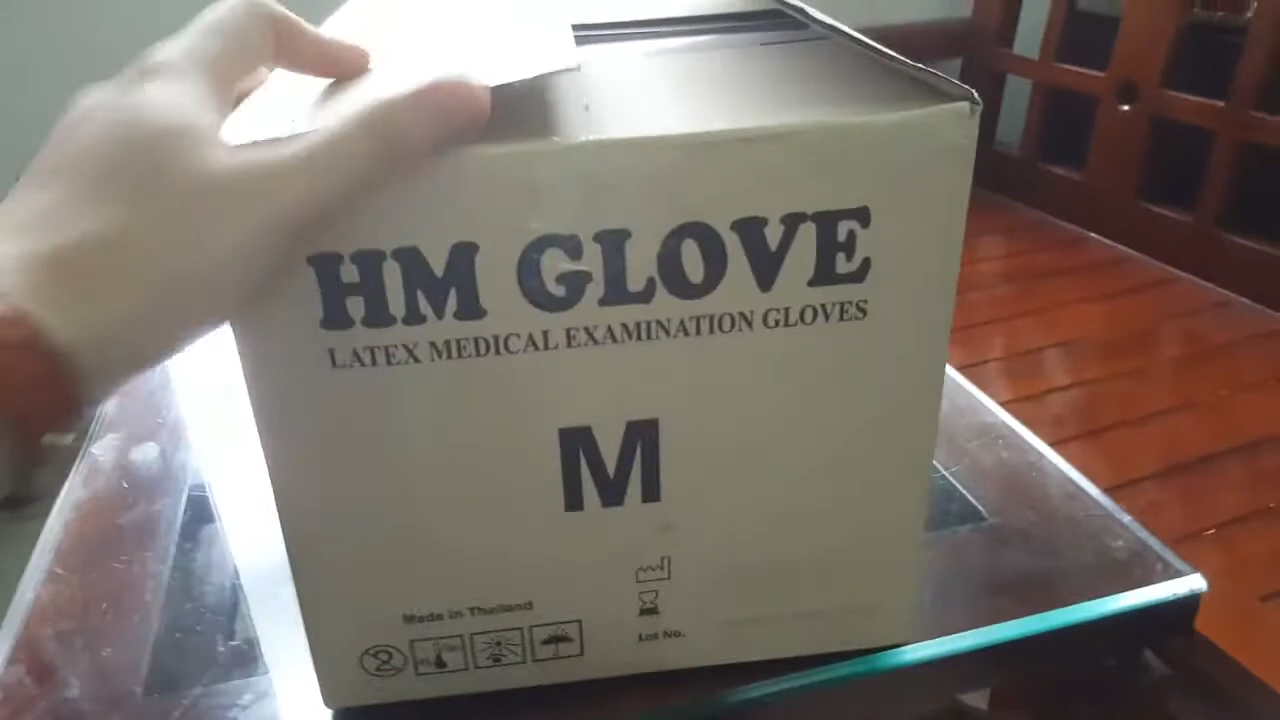 HM GLOVE
LATEX MEDICAL EXAMINATION GLOVES
M
Made in Thailand
Lot No.